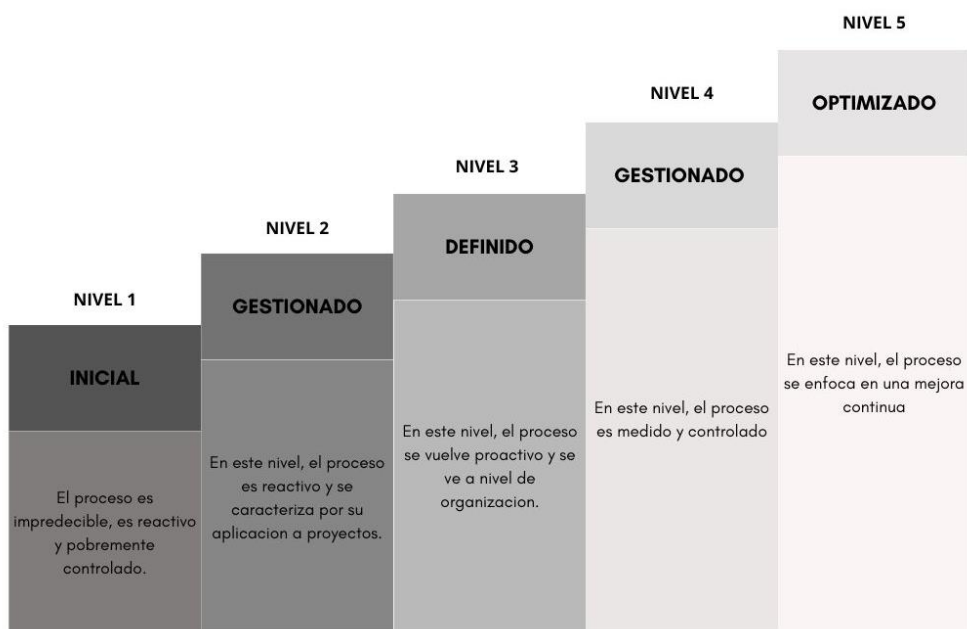 NIVEL 1
INICIAL
El proceso es
impredecible, es reactivo
y pobremente
controlado.
NIVEL 2
GESTIONADO
En este nivel, el proceso
es reactivo y se
caracteriza por su
aplicacion a proyectos.
NIVEL 3
DEFINIDO
En este nivel, el proceso
se vuelve proactivo y se
ve a nivel de
organizacion.
NIVEL 4
GESTIONADO
En este nivel, el proceso
es medido y controlado
NIVEL 5
OPTIMIZADO
En este nivel, el proceso
se enfoca en una mejora
continua